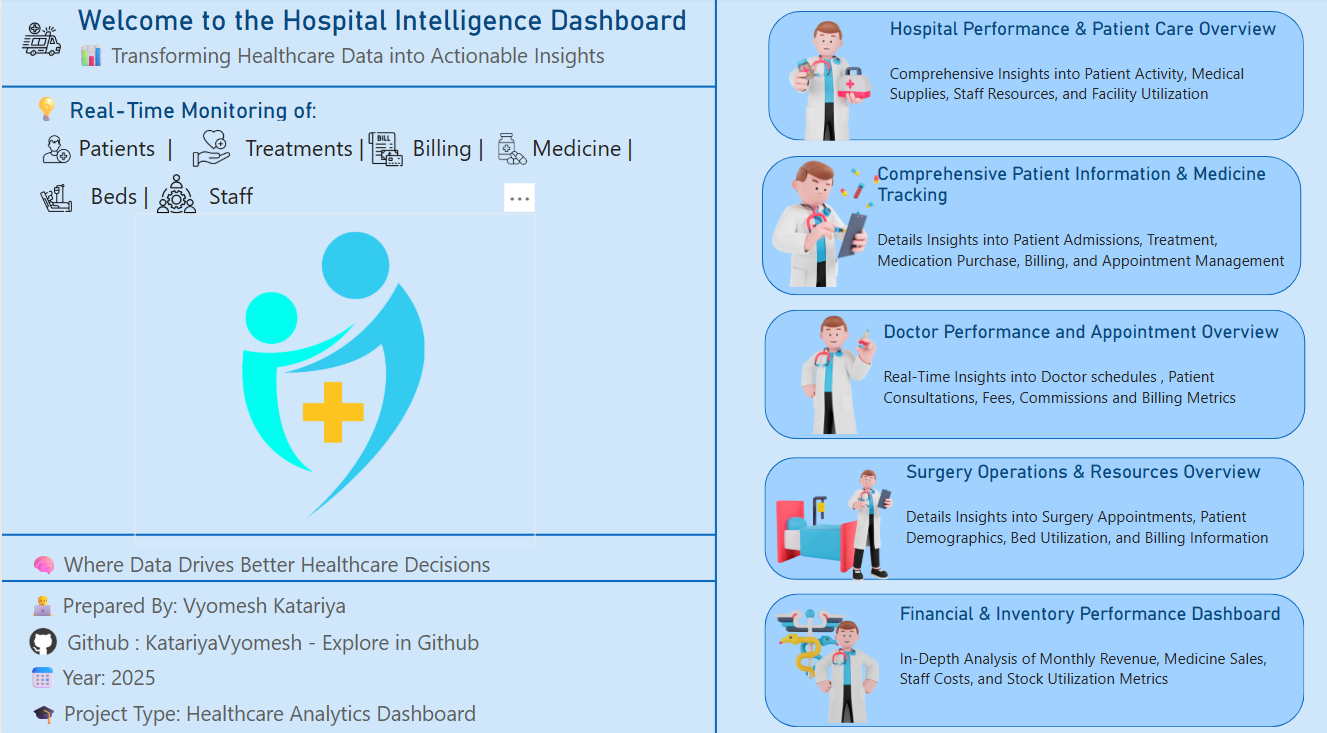 Welcome to the Hospital Intelligence Dashboard
Transforming Healthcare Data into Actionable Insights
Real-Time Monitoring of:
Patients |
Treatments |
BILL
Billing |
Medicine |
Beds |
Staff
...
Where Data Drives Better Healthcare Decisions
Prepared By: Vyomesh Katariya
Github : KatariyaVyomesh - Explore in Github
Year: 2025
Project Type: Healthcare Analytics Dashboard
Hospital Performance & Patient Care Overview
Comprehensive Insights into Patient Activity, Medical
Supplies, Staff Resources, and Facility Utilization
Comprehensive Patient Information & Medicine
Tracking
Details Insights into Patient Admissions, Treatment,
Medication Purchase, Billing, and Appointment Management
Doctor Performance and Appointment Overview
Real-Time Insights into Doctor schedules , Patient
Consultations, Fees, Commissions and Billing Metrics
Surgery Operations & Resources Overview
Details Insights into Surgery Appointments, Patient
Demographics, Bed Utilization, and Billing Information
Financial & Inventory Performance Dashboard
In-Depth Analysis of Monthly Revenue, Medicine Sales,
Staff Costs, and Stock Utilization Metrics